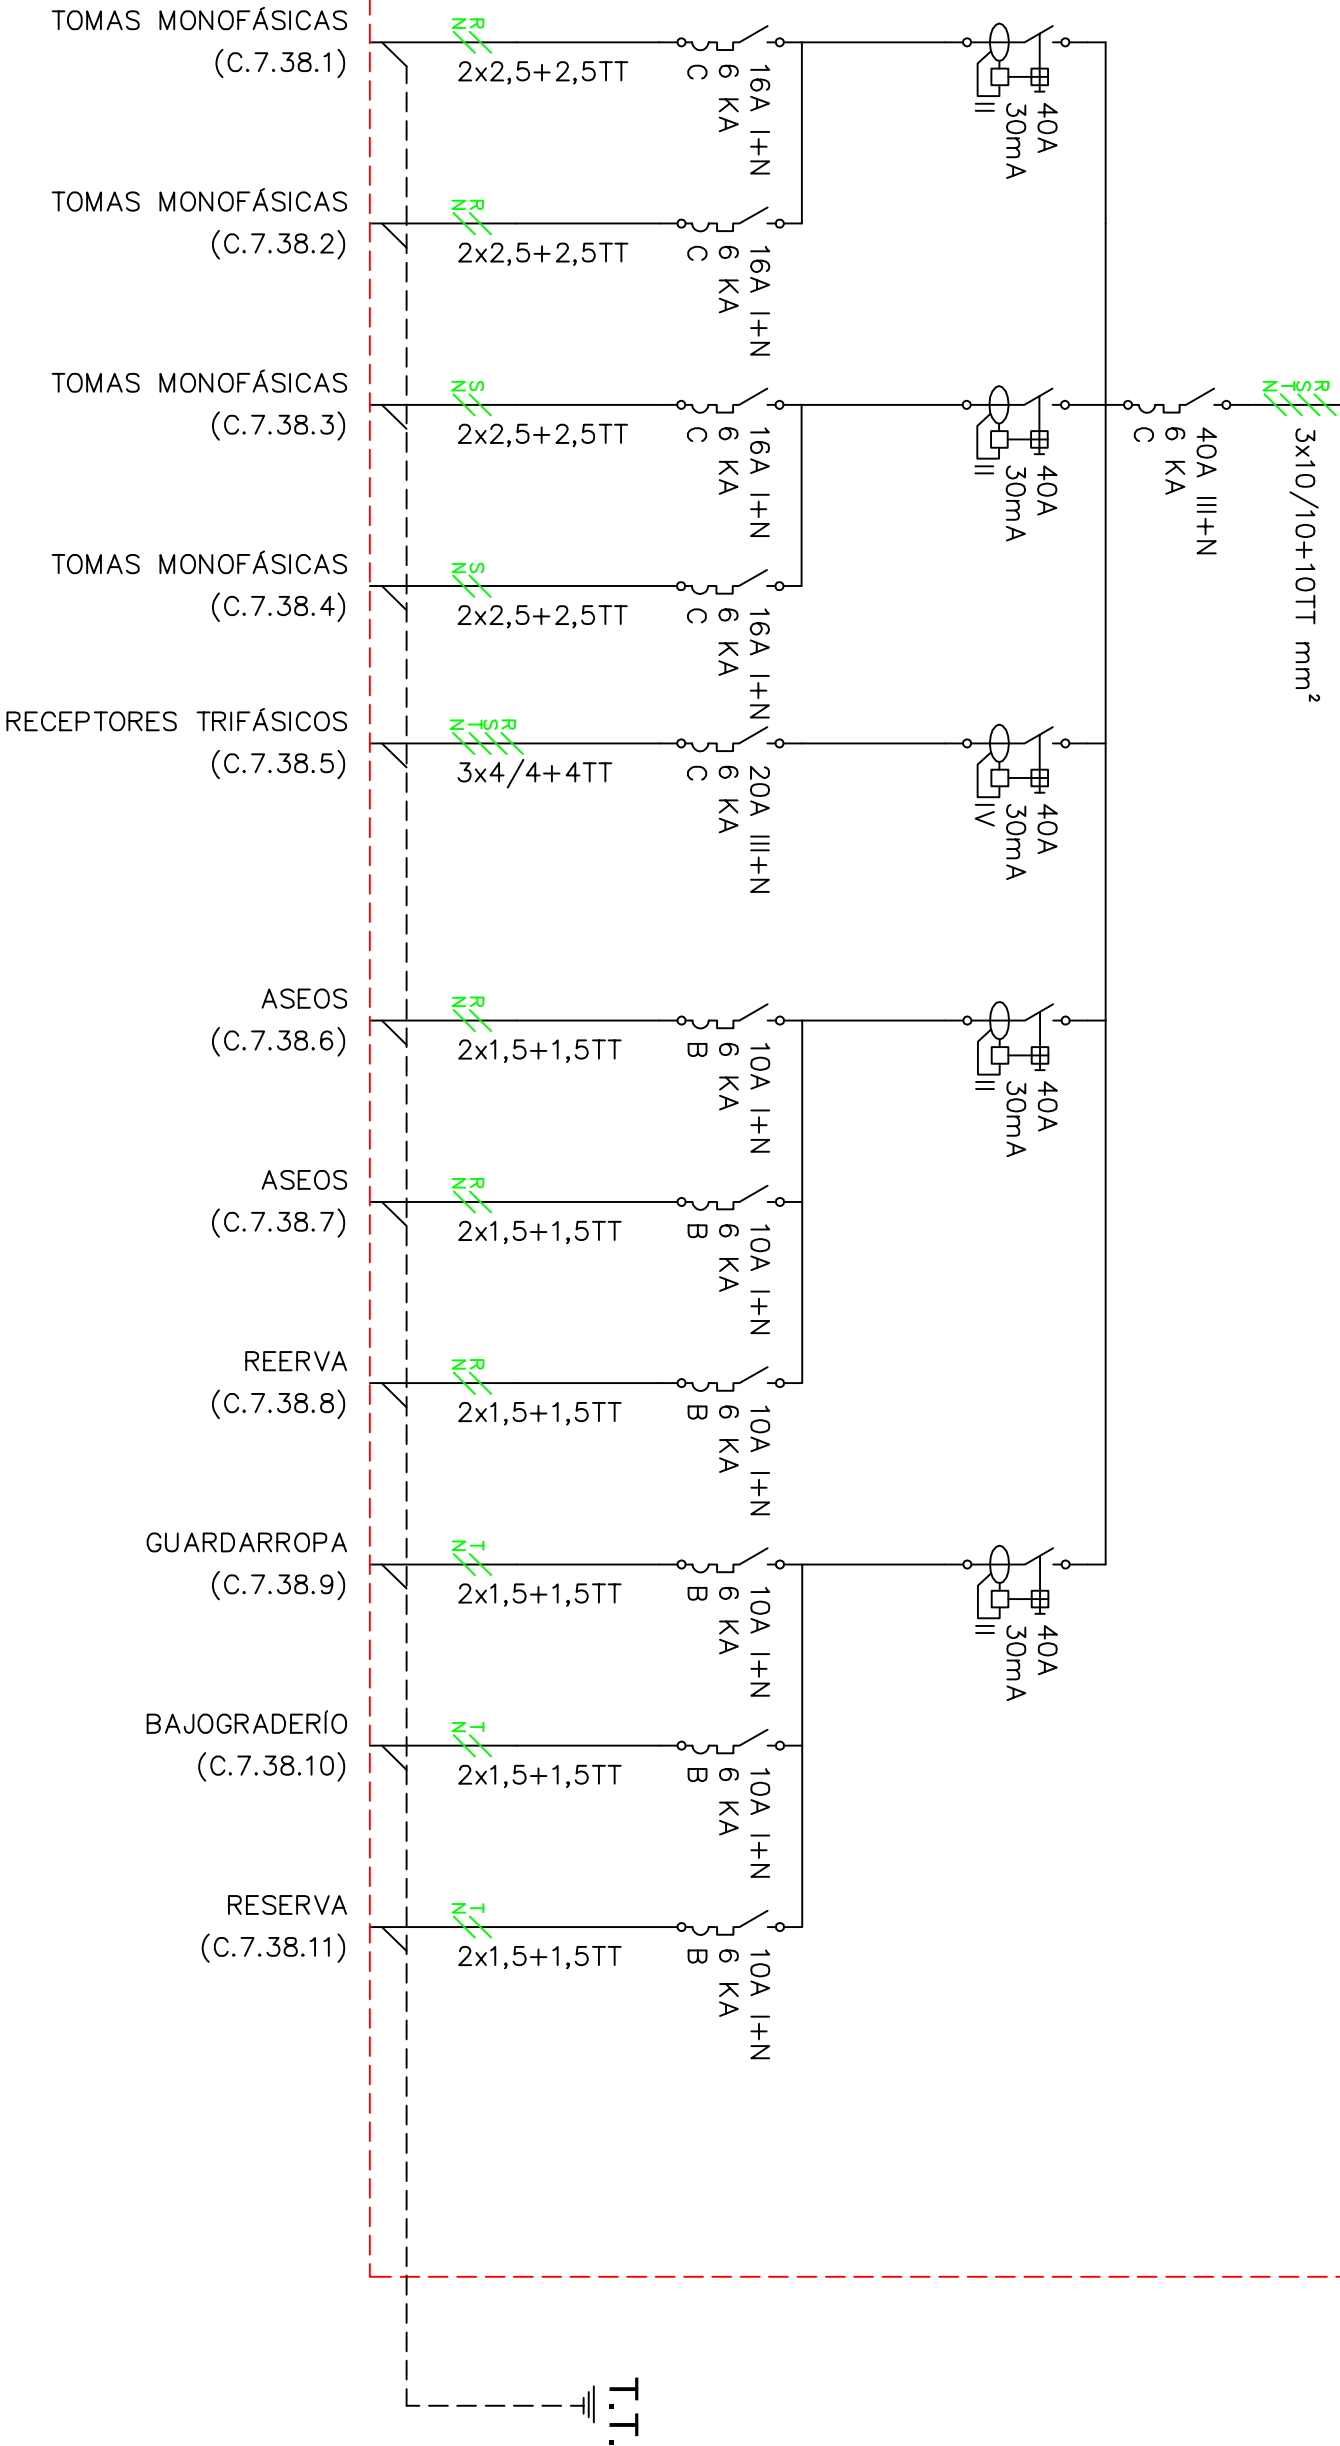 TOMAS MONOFÁSICAS
(C.7.38.1)
R
N
2x2,5+2,5TT
C
6 KA
16A I+N
II
30mA
40A
TOMAS MONOFÁSICAS
(C.7.38.2)
R
N
2x2,5+2,5TT
C
6 KA
16A I+N
TOMAS MONOFÁSICAS
(C.7.38.3)
S
N
2x2,5+2,5TT
C
6 KA
16A I+N
II
30mA
40A
C
6 KA
40A III+N
R
S
T
N
3x10/10+10TT mm²
TOMAS MONOFÁSICAS
(C.7.38.4)
S
N
2x2,5+2,5TT
C
6 KA
16A I+N
RECEPTORES TRIFÁSICOS
(C.7.38.5)
R
S
T
N
3x4/4+4TT
C
6 KA
20A III+N
IV
30mA
40A
ASEOS
(C.7.38.6)
R
N
2x1,5+1,5TT
B
6 KA
10A I+N
II
30mA
40A
ASEOS
(C.7.38.7)
R
N
2x1,5+1,5TT
B
6 KA
10A I+N
REERVA
(C.7.38.8)
R
N
2x1,5+1,5TT
B
6 KA
10A I+N
GUARDARROPA
(C.7.38.9)
T
N
2x1,5+1,5TT
B
6 KA
10A I+N
II
30mA
40A
BAJOGRADERÍO
(C.7.38.10)
T
N
2x1,5+1,5TT
B
6 KA
10A I+N
RESERVA
(C.7.38.11)
T
N
2x1,5+1,5TT
B
6 KA
10A I+N
T.T.